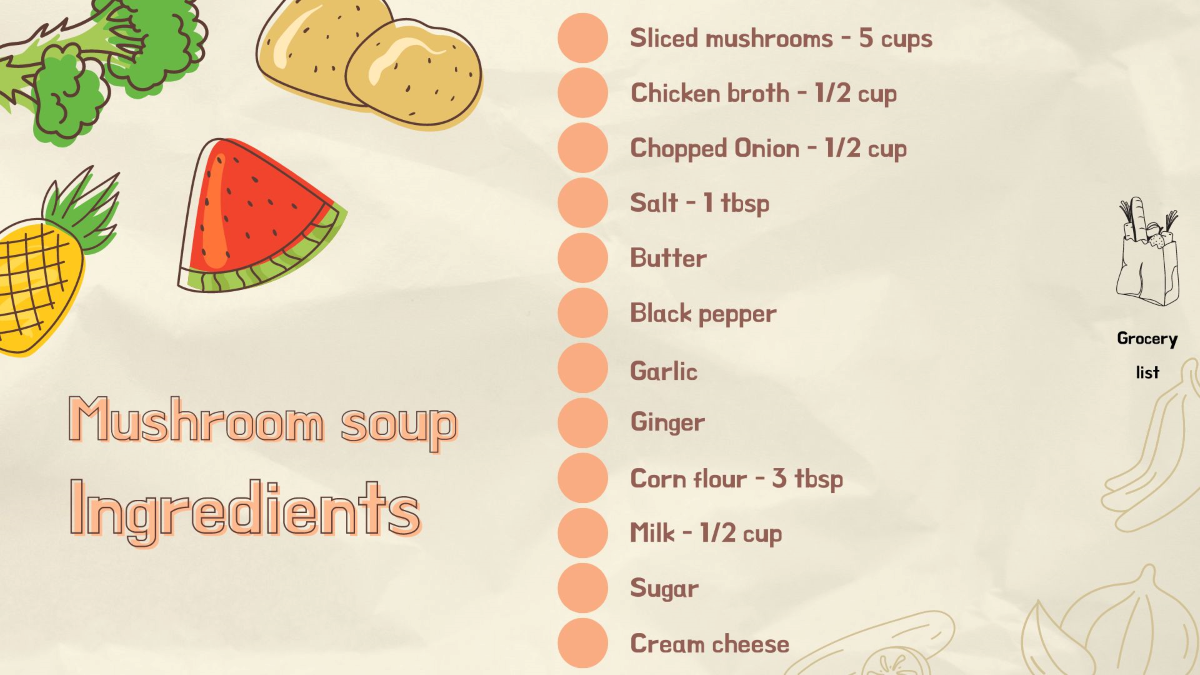 Mushroom soup
Ingredients
Sliced mushrooms - 5 cups
Chicken broth - 1/2 cup
Chopped Onion - 1/2 cup
Salt - 1 tbsp
Butter
Black pepper
Garlic
Ginger
Corn flour - 3 tbsp
Milk - 1/2 cup
Sugar
Cream cheese
Grocery
list